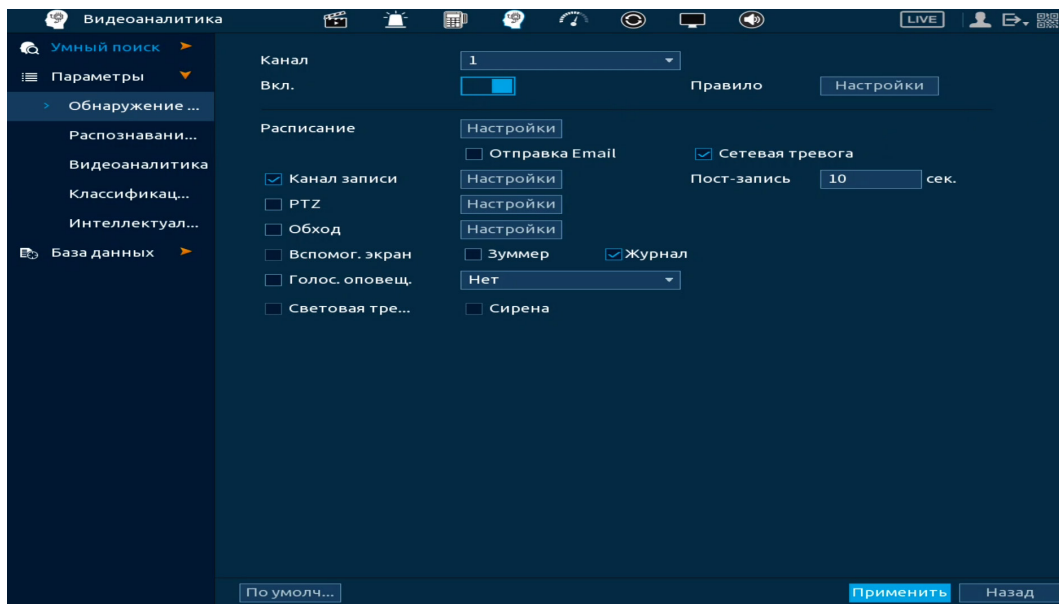 Видеоаналитика LIVE
Умный поиск
Параметры
Обнаружение ...
Распознавани...
Видеоаналитика
Классификац...
Интеллектуал...
База данных
Канал 1
Вкл. Правило Настройки
Расписание Настройки
Отправка Email Сетевая тревога
Канал записи Настройки Пост-запись 10 сек.
PTZ Настройки
Обход Настройки
Вспомог. экран Зуммер Журнал
Голос. оповещ. Нет
Световая тре... Сирена
По умолч... Применить Назад